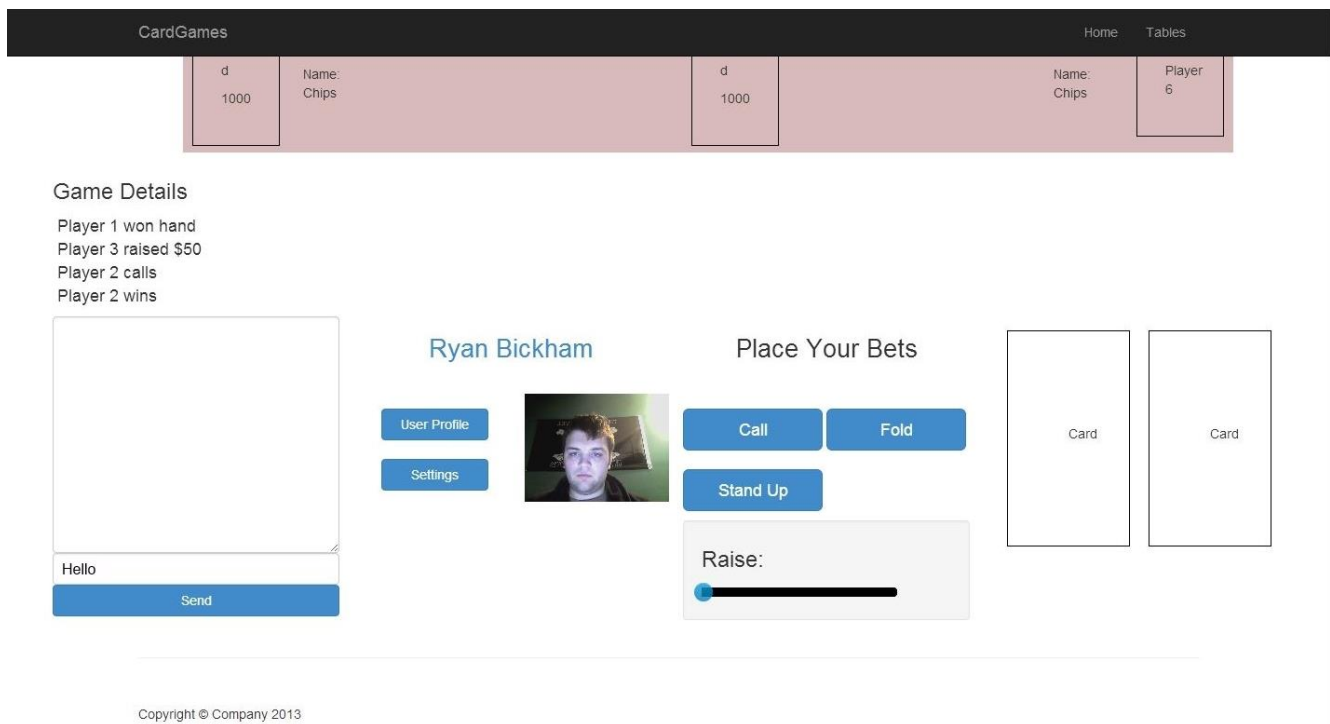 CardGames Home Tables
d Name: d Name: Player
1000 Chips 1000 Chips 6
Game Details
Player 1 won hand
Player 3 raised $50
Player 2 calls
Player 2 wins
Ryan Bickham
Place Your Bets
User Profile
Settings
Call
Fold
Stand Up
Raise:
Card
Card
Hello
Send
Copyright © Company 2013